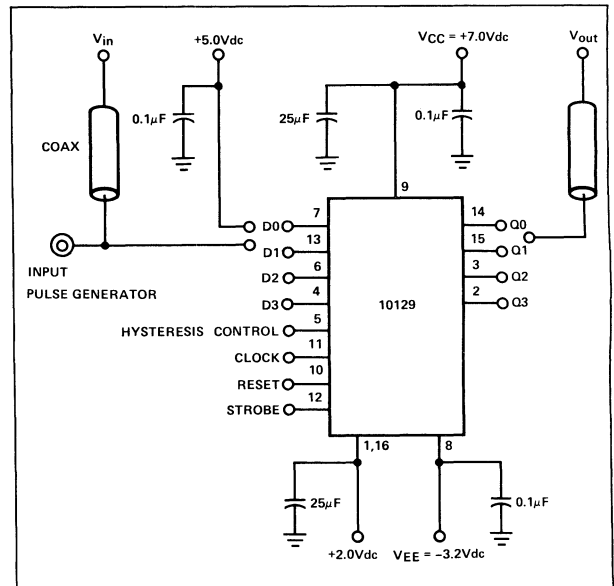 Vin
+5.0Vdc
VCC = +7.0Vdc
Vout
0.1µF
25µF
0.1µF
COAX
9
7
D0
14
Q0
13
D1
15
Q1
INPUT
PULSE GENERATOR
6
D2
3
Q2
4
D3
2
Q3
10129
5
HYSTERESIS CONTROL
11
CLOCK
10
RESET
12
STROBE
1,16
8
25µF
0.1µF
+2.0Vdc
VEE = −3.2Vdc